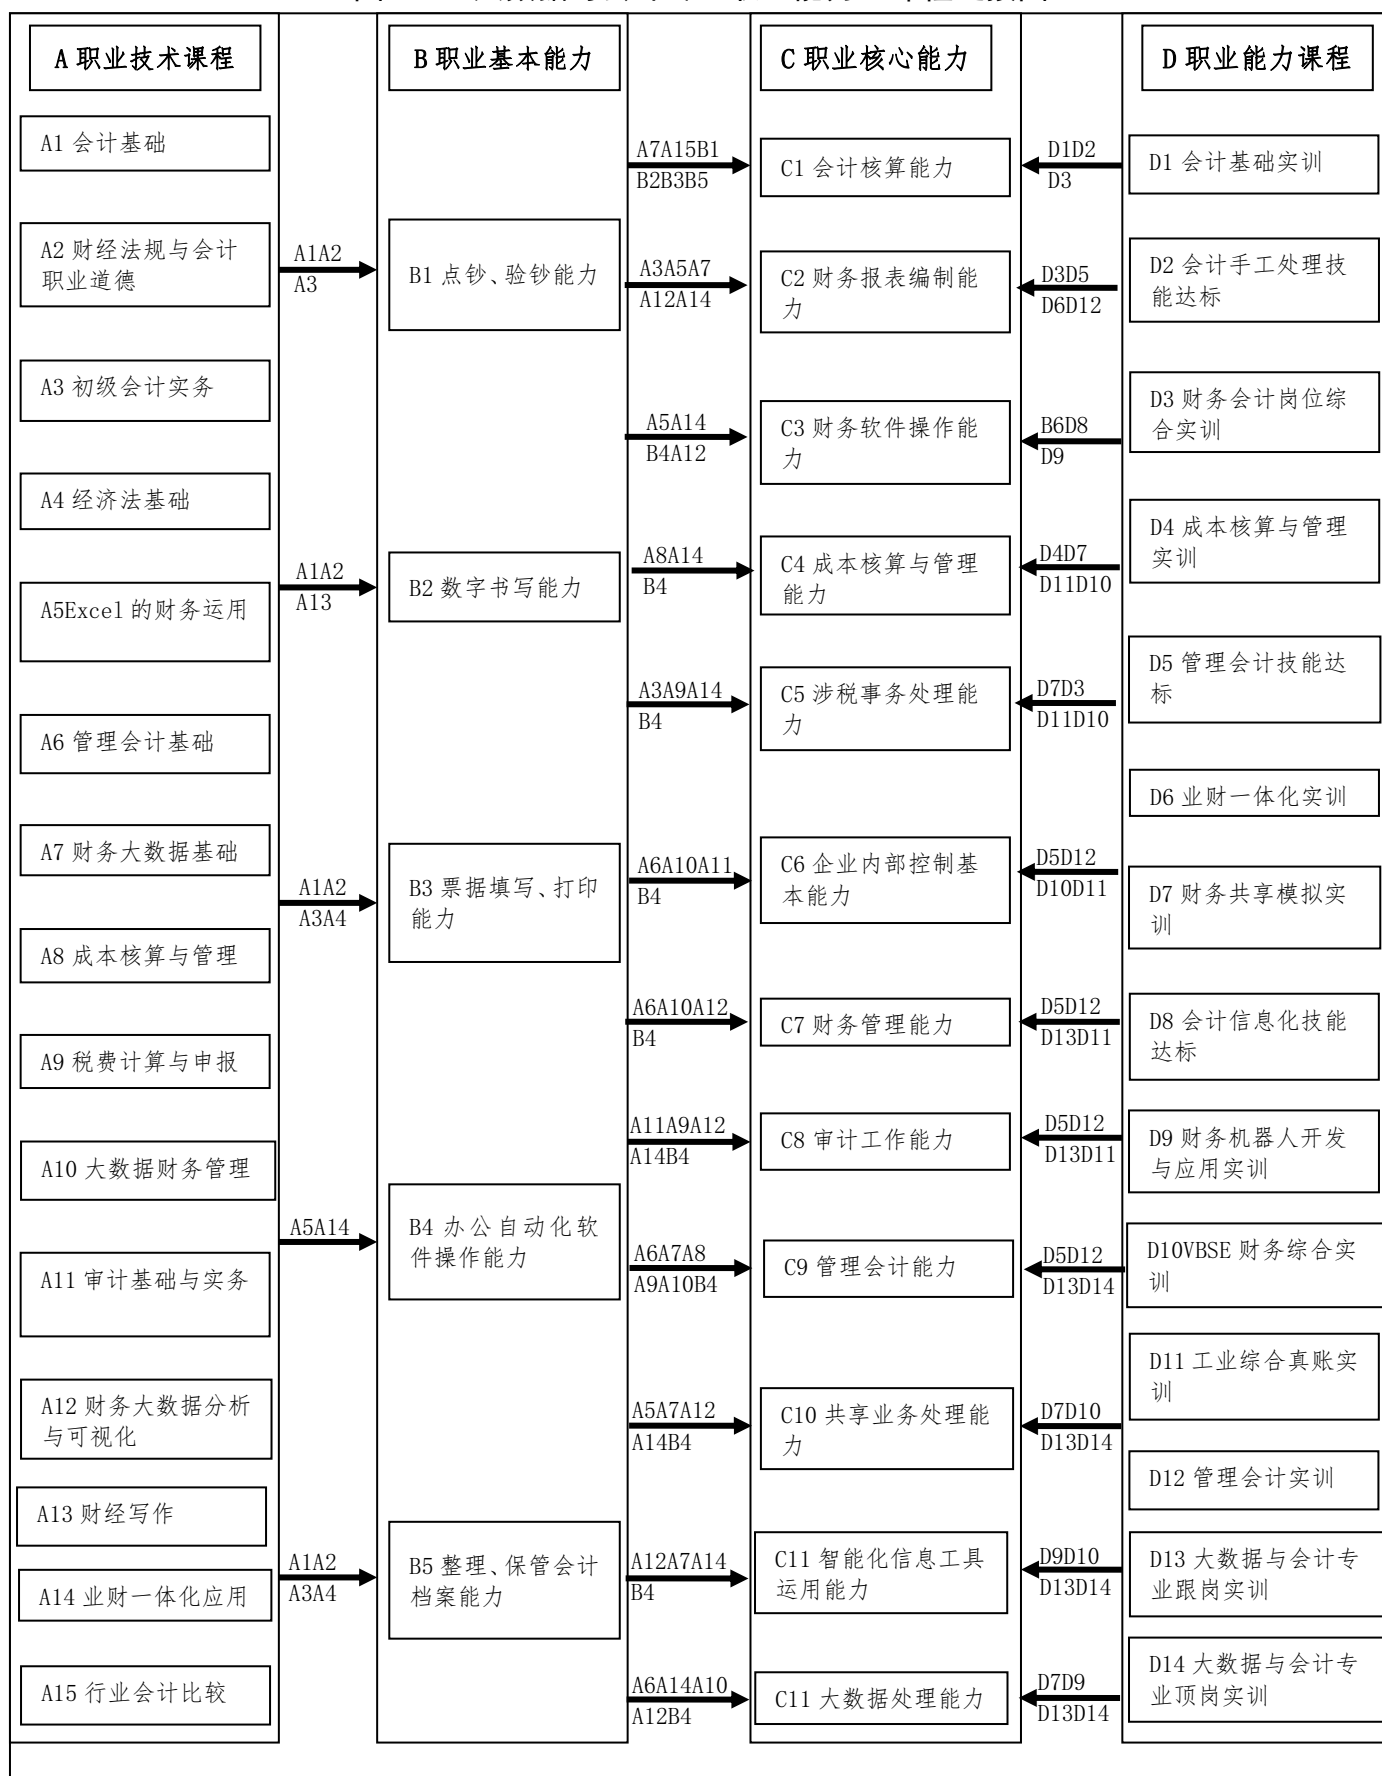 A 职业技术课程
A1 会计基础
A2 财经法规与会计
职业道德
A3 初级会计实务
A4 经济法基础
A5Excel 的财务运用
A6 管理会计基础
A7 财务大数据基础
A8 成本核算与管理
A9 税费计算与申报
A10 大数据财务管理
A11 审计基础与实务
A12 财务大数据分析
与可视化
A13 财经写作
A14 业财一体化应用
A15 行业会计比较
A1A2
A3
A1A2
A13
A1A2
A3A4
A5A14
A1A2
A3A4
B 职业基本能力
B1 点钞、验钞能力
B2 数字书写能力
B3 票据填写、打印
能力
B4 办公自动化软
件操作能力
B5 整理、保管会计
档案能力
A7A15B1
B2B3B5
A3A5A7
A12A14
A5A14
B4A12
A8A14
B4
A3A9A14
B4
A6A10A11
B4
A6A10A12
B4
A11A9A12
A14B4
A6A7A8
A9A10B4
A5A7A12
A14B4
A12A7A14
B4
A6A14A10
A12B4
C 职业核心能力
C1 会计核算能力
C2 财务报表编制能
力
C3 财务软件操作能
力
C4 成本核算与管理
能力
C5 涉税事务处理能
力
C6 企业内部控制基
本能力
C7 财务管理能力
C8 审计工作能力
C9 管理会计能力
C10 共享业务处理能
力
C11 智能化信息工具
运用能力
C11 大数据处理能力
D1D2
D3
D3D5
D6D12
B6D8
D9
D4D7
D11D10
D7D3
D11D10
D5D12
D10D11
D5D12
D13D11
D5D12
D13D11
D5D12
D13D14
D7D10
D13D14
D9D10
D13D14
D7D9
D13D14
D 职业能力课程
D1 会计基础实训
D2 会计手工处理技
能达标
D3 财务会计岗位综
合实训
D4 成本核算与管理
实训
D5 管理会计技能达
标
D6 业财一体化实训
D7 财务共享模拟实
训
D8 会计信息化技能
达标
D9 财务机器人开发
与应用实训
D10VBSE 财务综合实
训
D11 工业综合真账实
训
D12 管理会计实训
D13 大数据与会计专
业跟岗实训
D14 大数据与会计专
业顶岗实训